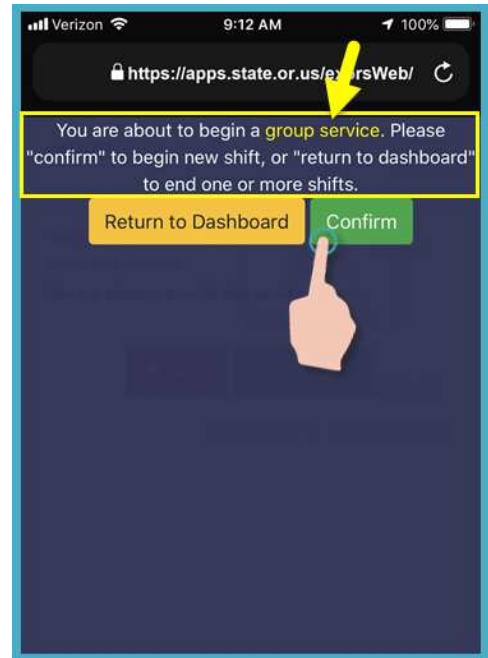 Verizon 9:12 AM 100%
https://apps.state.or.us/exprsWeb/
You are about to begin a group service. Please
"confirm" to begin new shift, or "return to dashboard"
to end one or more shifts.
Return to Dashboard Confirm